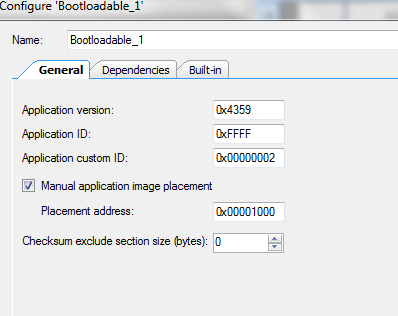 Configure 'Bootloadable_1'
Name: Bootloadable_1
General Dependencies Built-in
Application version: 0x4359
Application ID: 0xFFFF
Application custom ID: 0x00000002
Manual application image placement
Placement address: 0x00001000
Checksum exclude section size (bytes): 0